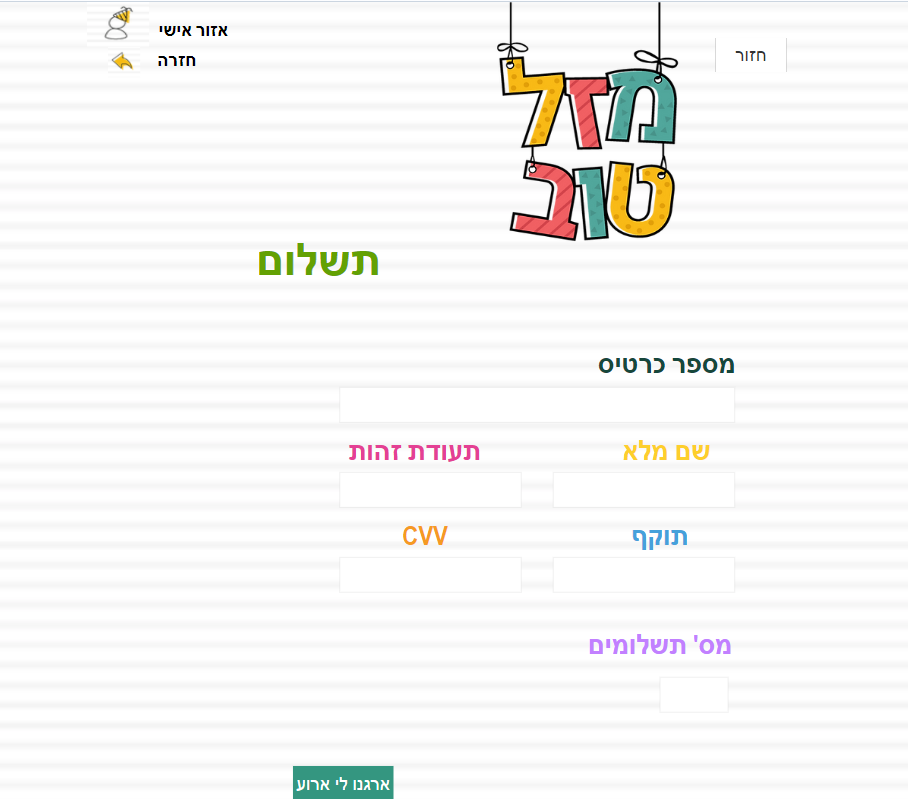 אזור אישי
חזרה
חזור
מזל
טוב
תשלום
מספר כרטיס
שם מלא
תעודת זהות
תוקף
CVV
מס' תשלומים
ארגנו לי ארוע